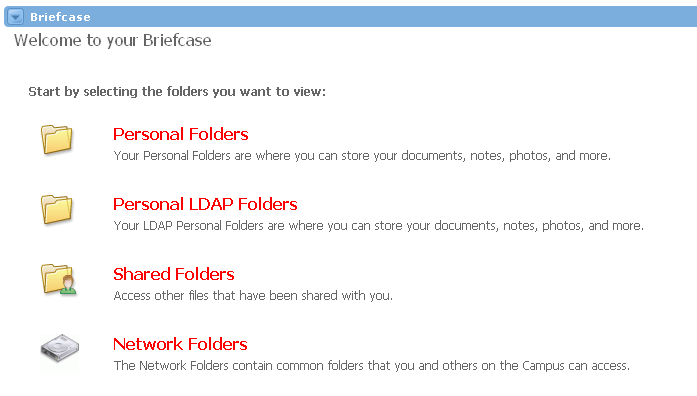 Briefcase
Welcome to your Briefcase
Start by selecting the folders you want to view:
Personal Folders
Your Personal Folders are where you can store your documents, notes, photos, and more.
Personal LDAP Folders
Your LDAP Personal Folders are where you can store your documents, notes, photos, and more.
Shared Folders
Access other files that have been shared with you.
Network Folders
The Network Folders contain common folders that you and others on the Campus can access.